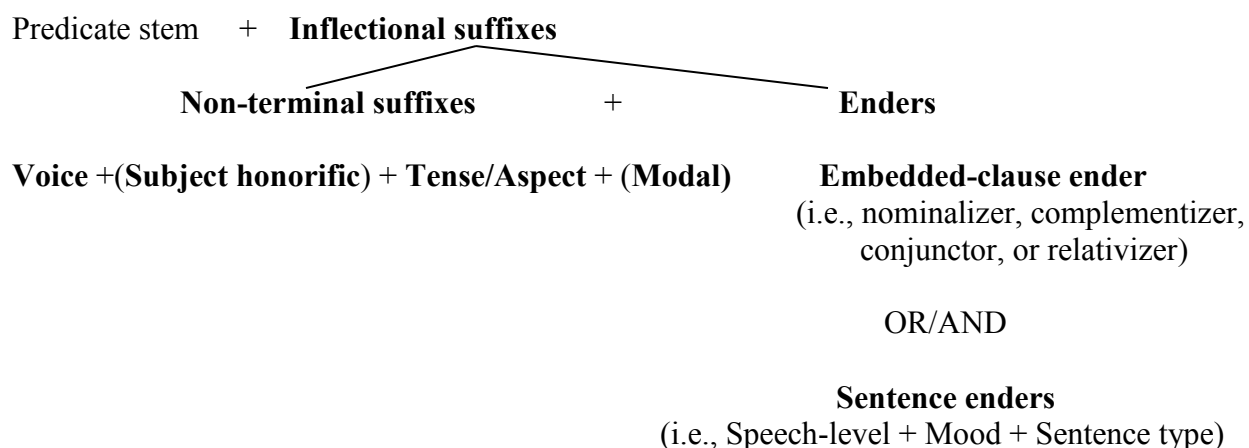 Predicate stem + Inflectional suffixes
Non-terminal suffixes + Enders
Voice +(Subject honorific) + Tense/Aspect + (Modal) Embedded-clause ender
(i.e., nominalizer, complementizer,
conjunctor, or relativizer)
OR/AND
Sentence enders
(i.e., Speech-level + Mood + Sentence type)